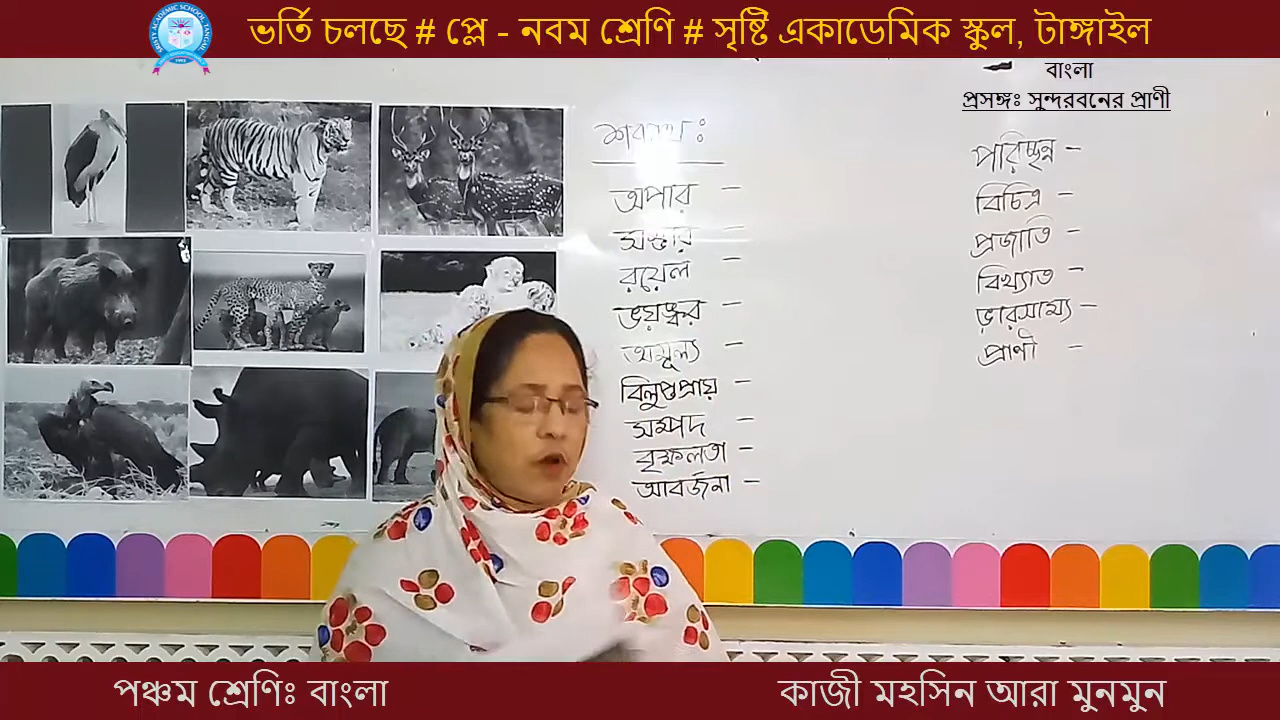 ভর্তি চলছে # প্লে - নবম শ্রেণি # সৃষ্টি একাডেমিক স্কুল, টাঙ্গাইল
বাংলা
প্রসঙ্গঃ সুন্দরবনের প্রাণী
শব্দার্থ :
অপার –
সম্ভার –
রয়েল –
ভয়ঙ্কর –
অমূল্য –
বিলুপ্তপ্রায় –
সম্পদ –
বৃক্ষলতা –
আবর্জনা –
পরিচ্ছন্ন –
বিচিত্র –
প্রজাতি –
বিখ্যাত –
ভারসাম্য –
প্রাণী –
পঞ্চম শ্রেণিঃ বাংলা
কাজী মহসিন আরা মুনমুন